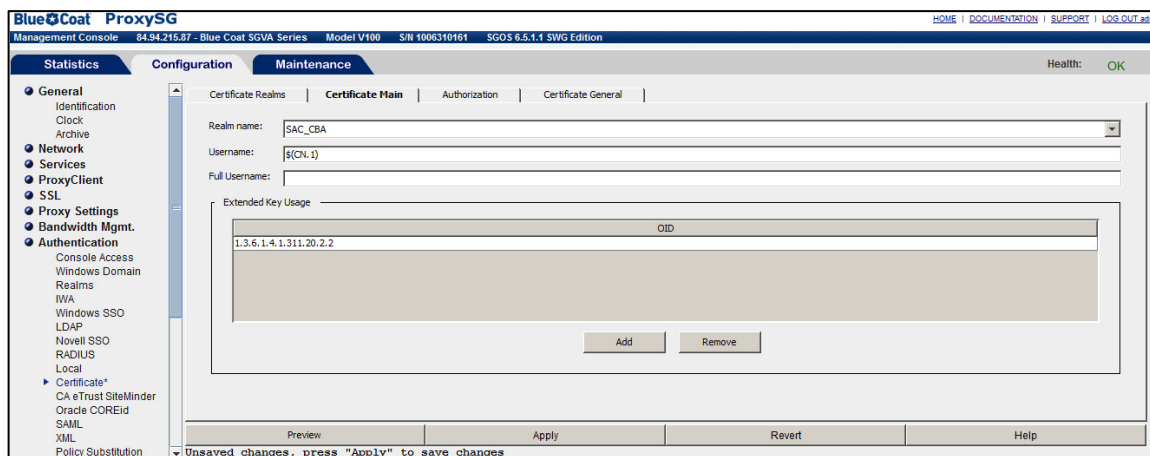 Blue Coat ProxySG
HOME | DOCUMENTATION | SUPPORT | LOG OUT ad
Management Console 84.94.215.87 - Blue Coat SGVA Series Model V100 S/N 1006310161 SGOS 6.5.1.1 SWG Edition
Statistics Configuration Maintenance Health: OK
General
Identification
Clock
Archive
Network
Services
ProxyClient
SSL
Proxy Settings
Bandwidth Mgmt.
Authentication
Console Access
Windows Domain
Realms
IWA
Windows SSO
LDAP
Novell SSO
RADIUS
Local
Certificate*
CA eTrust SiteMinder
Oracle COREid
SAML
XML
Policy Substitution
Certificate Realms | Certificate Main | Authorization | Certificate General |
Realm name: SAC_CBA
Username: $(CN.1)
Full Username:
Extended Key Usage
OID
1.3.6.1.4.1.311.20.2.2
Add Remove
Preview Apply Revert Help
Unsaved changes, press "Apply" to save changes